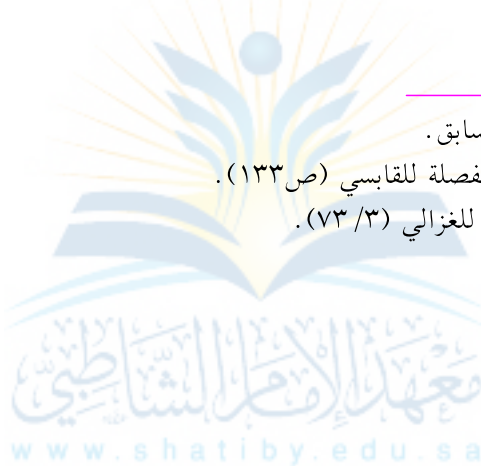 سابق.
فصلة للقابسي (ص١٣٣).
للغزالي (٣/ ٧٣).
معهد الإمام الشاطبي
www.shatiby.edu.sa